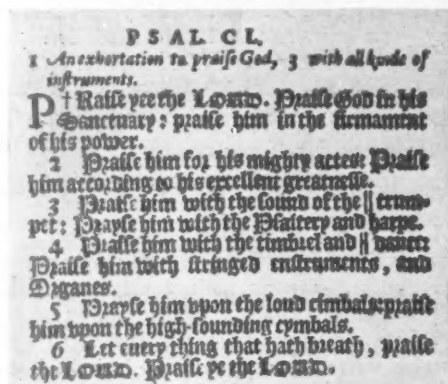 PSAL. CL.
1 An exhortation to praise God, 3 with all kinde of
instruments.
P†Raise yee the LORD. Praise God in his
Sanctuary: praise him in the firmament
of his power.
2 Praise him for his mighty actes: Praise
him according to his excellent greatnesse.
3 Praise him with the sound of the || trum-
pet: Prayse him with the Psaltery and harpe.
4 Praise him with the timbrel and || dance:
Praise him with stringed enstruments, and
Organes.
5 Prayse him vpon the loud cimbals: praise
him vpon the high-sounding cymbals.
6 Let euery thing that hath breath, praise
the LORD. Praise ye the LORD.